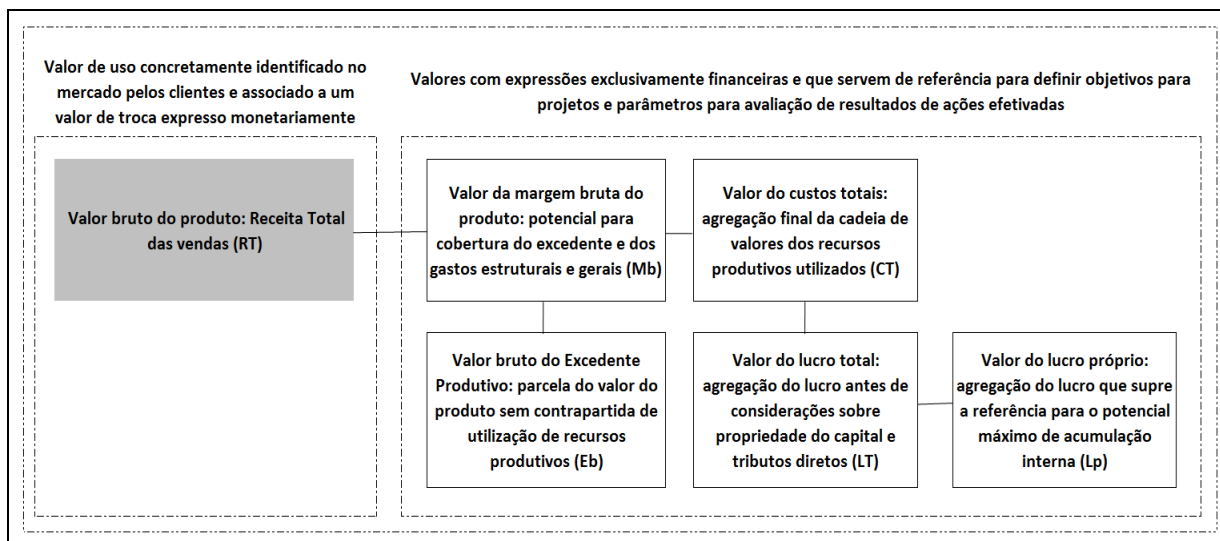 Valor de uso concretamente identificado no
mercado pelos clientes e associado a um
valor de troca expresso monetariamente
Valores com expressões exclusivamente financeiras e que servem de referência para definir objetivos para
projetos e parâmetros para avaliação de resultados de ações efetivadas
Valor bruto do produto: Receita Total
das vendas (RT)
Valor da margem bruta do
produto: potencial para
cobertura do excedente e dos
gastos estruturais e gerais (Mb)
Valor do custos totais:
agregação final da cadeia de
valores dos recursos
produtivos utilizados (CT)
Valor bruto do Excedente
Produtivo: parcela do valor do
produto sem contrapartida de
utilização de recursos
produtivos (Eb)
Valor do lucro total:
agregação do lucro antes de
considerações sobre
propriedade do capital e
tributos diretos (LT)
Valor do lucro próprio:
agregação do lucro que supre
a referência para o potencial
máximo de acumulação
interna (Lp)